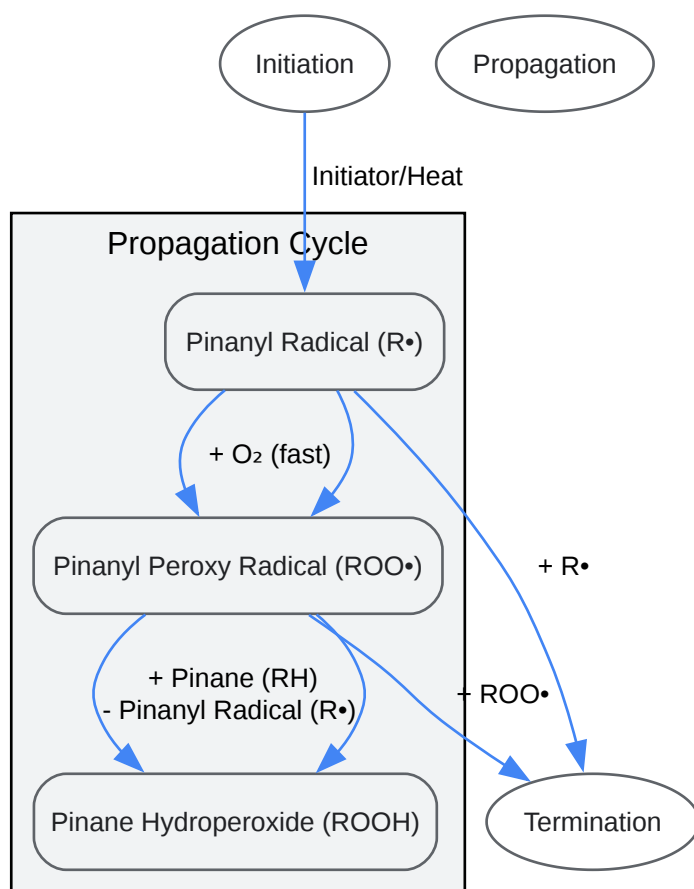 Initiation
Propagation
Initiator/Heat
Propagation Cycle
Pinanyl Radical (R•)
+ O₂ (fast)
+ R•
Pinanyl Peroxy Radical (ROO•)
+ Pinane (RH)
- Pinanyl Radical (R•)
+ ROO•
Pinane Hydroperoxide (ROOH)
Termination